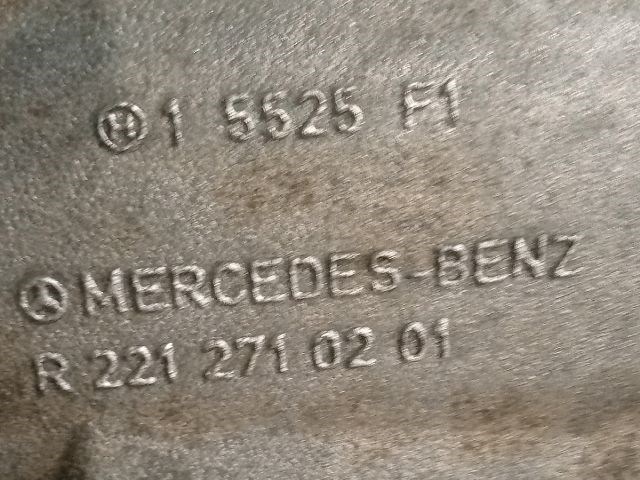 H 1 5525 F1
MERCEDES-BENZ
R 221 271 02 01